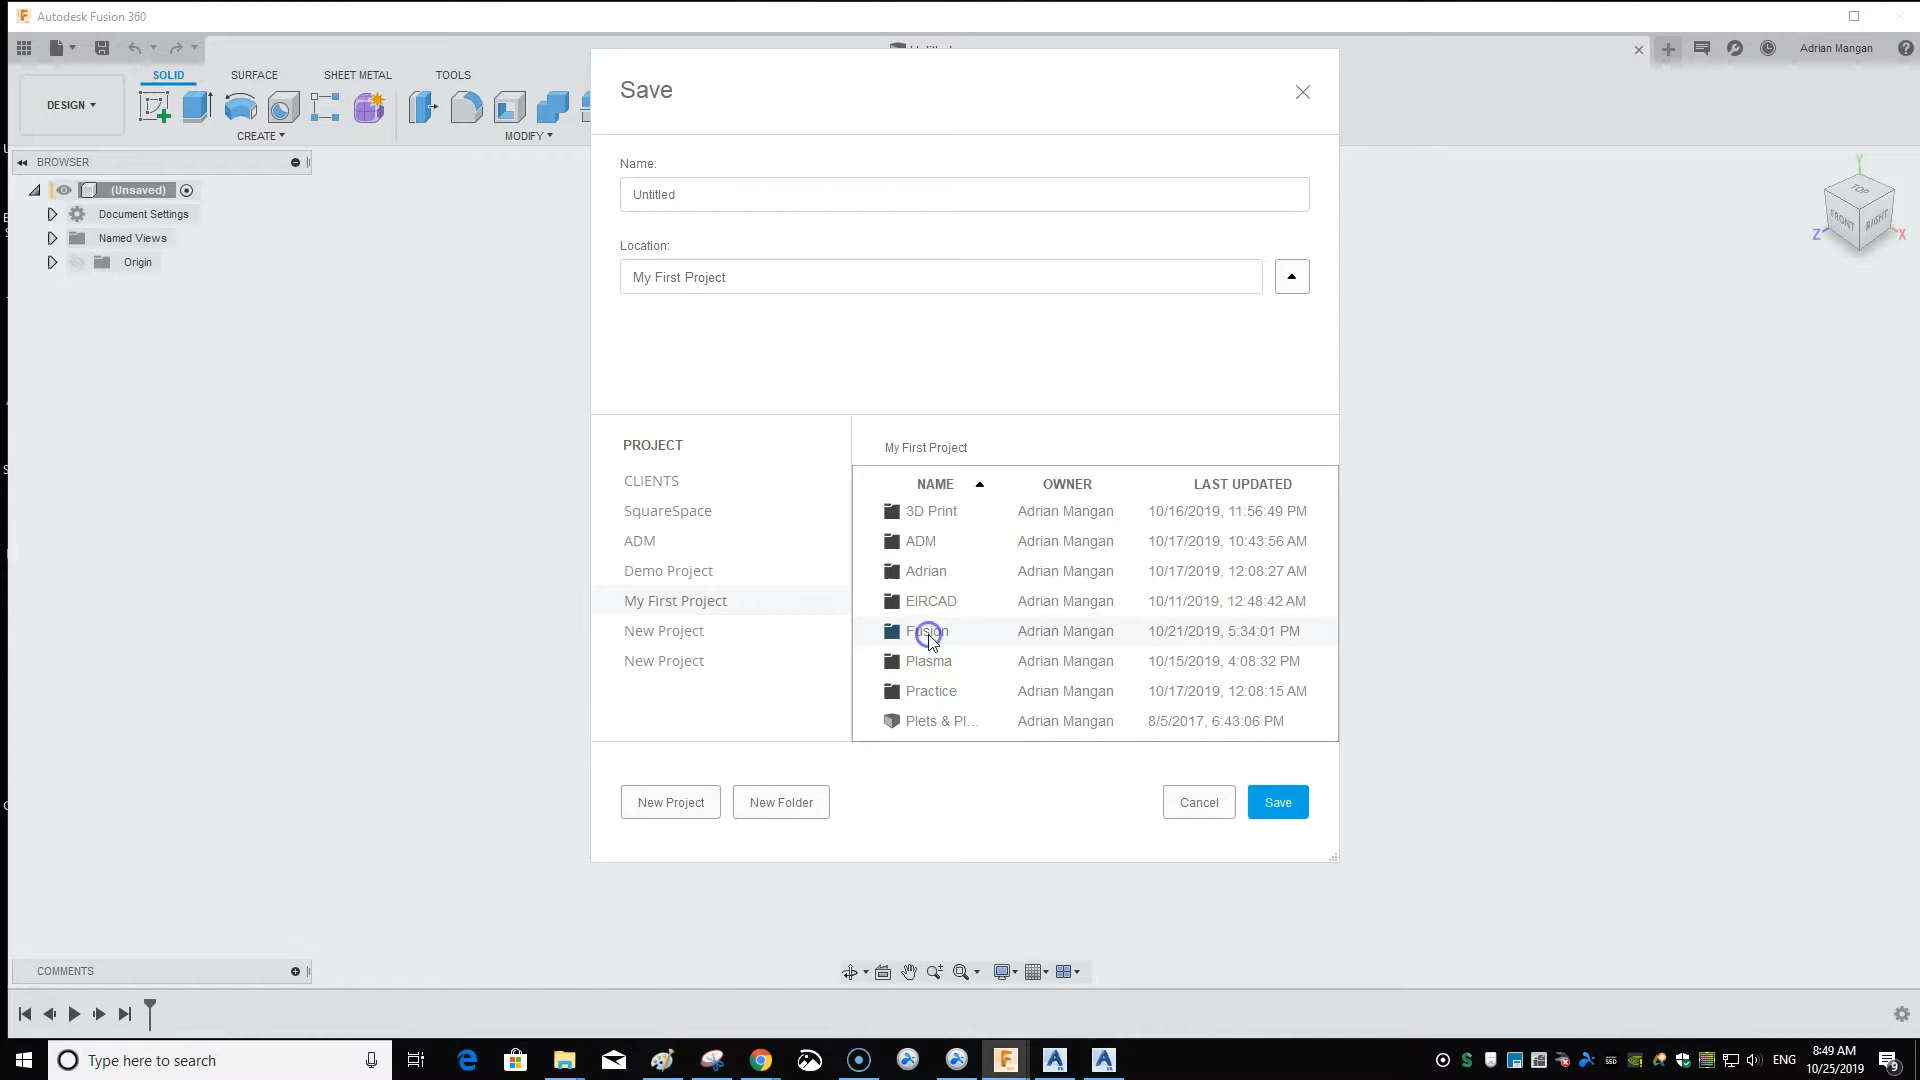 Autodesk Fusion 360
Adrian Mangan
DESIGN
SOLID
SURFACE
SHEET METAL
TOOLS
CREATE
MODIFY
BROWSER
(Unsaved)
Document Settings
Named Views
Origin
TOP
FRONT
RIGHT
Y
Z
X
Save
Name:
Untitled
Location:
My First Project
PROJECT
CLIENTS
SquareSpace
ADM
Demo Project
My First Project
New Project
New Project
My First Project
NAME OWNER LAST UPDATED
3D Print Adrian Mangan 10/16/2019, 11:56:49 PM
ADM Adrian Mangan 10/17/2019, 10:43:56 AM
Adrian Adrian Mangan 10/17/2019, 12:08:27 AM
EIRCAD Adrian Mangan 10/11/2019, 12:48:42 AM
Fusion Adrian Mangan 10/21/2019, 5:34:01 PM
Plasma Adrian Mangan 10/15/2019, 4:08:32 PM
Practice Adrian Mangan 10/17/2019, 12:08:15 AM
Plets & Pl... Adrian Mangan 8/5/2017, 6:43:06 PM
New Project
New Folder
Cancel
Save
COMMENTS
Type here to search
ENG
8:49 AM
10/25/2019
9